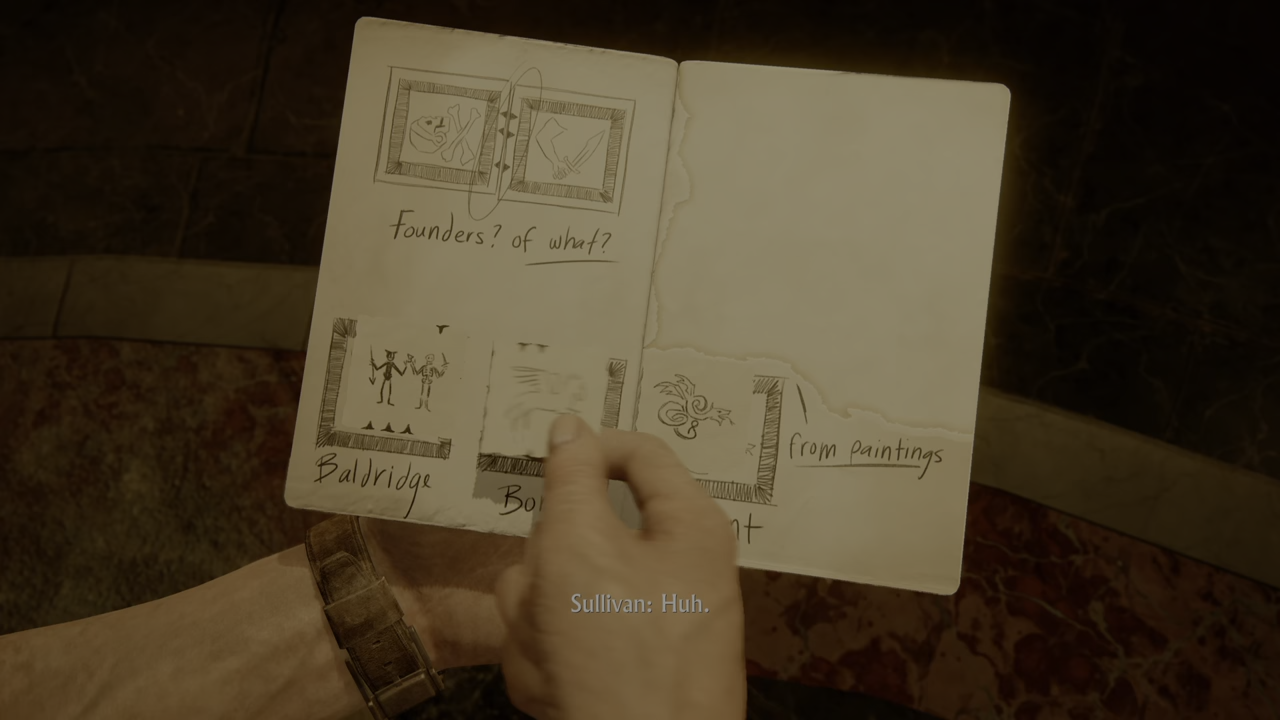 Founders? of what?
Baldridge
from paintings
Sullivan: Huh.